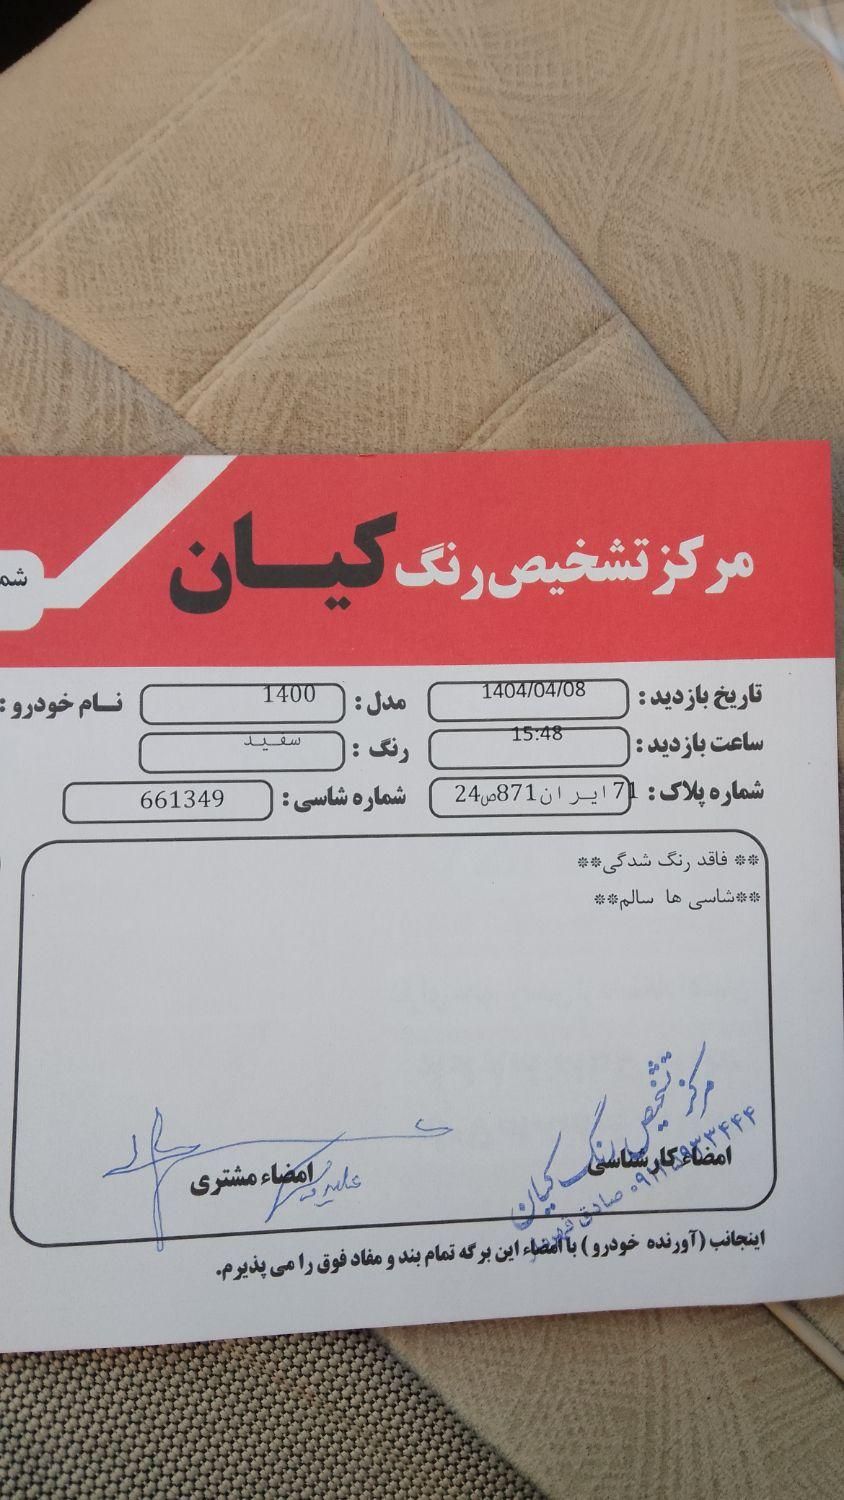 مرکز تشخیص رنگ کیان
شم
تاریخ بازدید : 1404/04/08 مدل : 1400 نام خودرو :
ساعت بازدید : 15:48 رنگ : سفید
شماره پلاک : 71 ایران 871ص24 شماره شاسی : 661349
** فاقد رنگ شدگی**
**شاسی ها سالم**
مرکز تشخیص رنگ کیان
صادق
امضاء کارشناسی امضاء مشتری
اینجانب (آورنده خودرو) با امضاء این برگه تمام بند و مفاد فوق را می پذیرم.